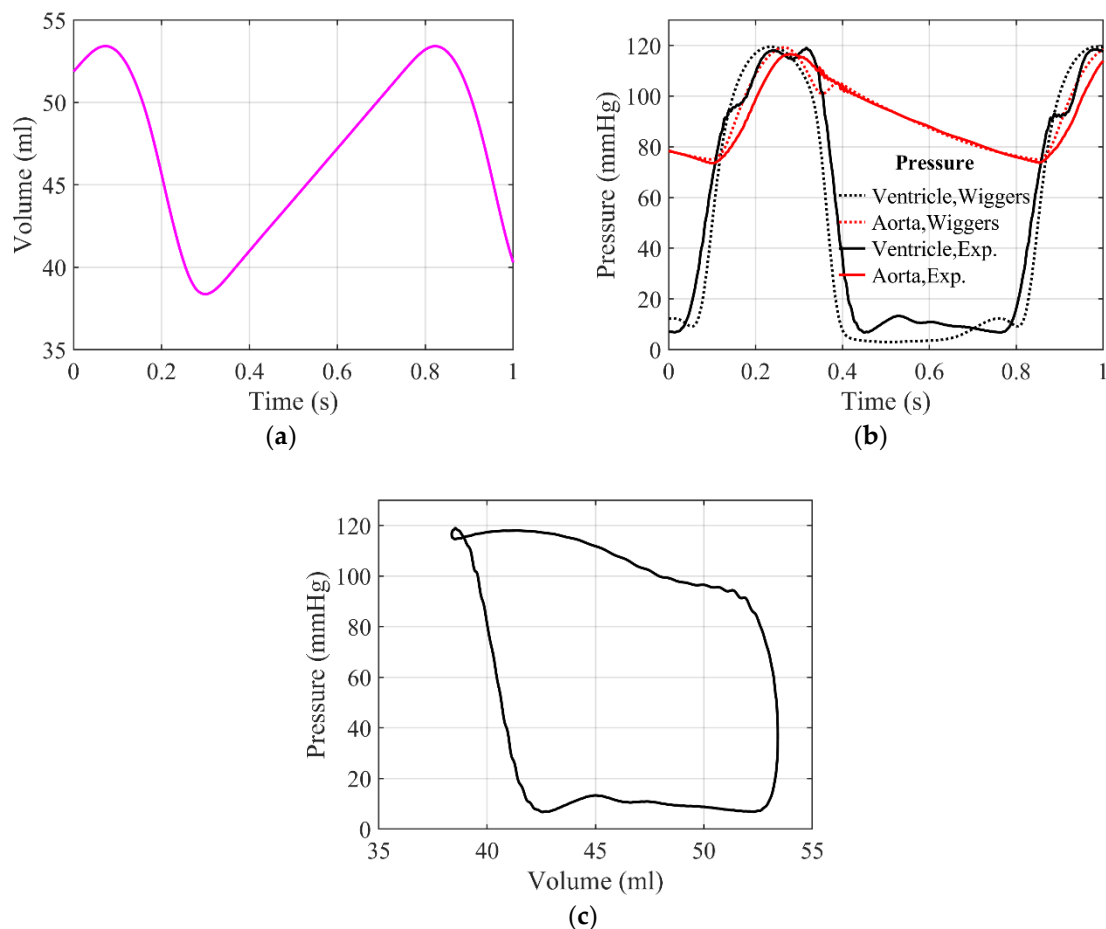 55
50
45
40
35
Volume (ml)
0 0.2 0.4 0.6 0.8 1
Time (s)
(a)
120
100
80
60
40
20
0
Pressure (mmHg)
Pressure
Ventricle,Wiggers
Aorta,Wiggers
Ventricle,Exp.
Aorta,Exp.
0 0.2 0.4 0.6 0.8 1
Time (s)
(b)
120
100
80
60
40
20
0
Pressure (mmHg)
35 40 45 50 55
Volume (ml)
(c)